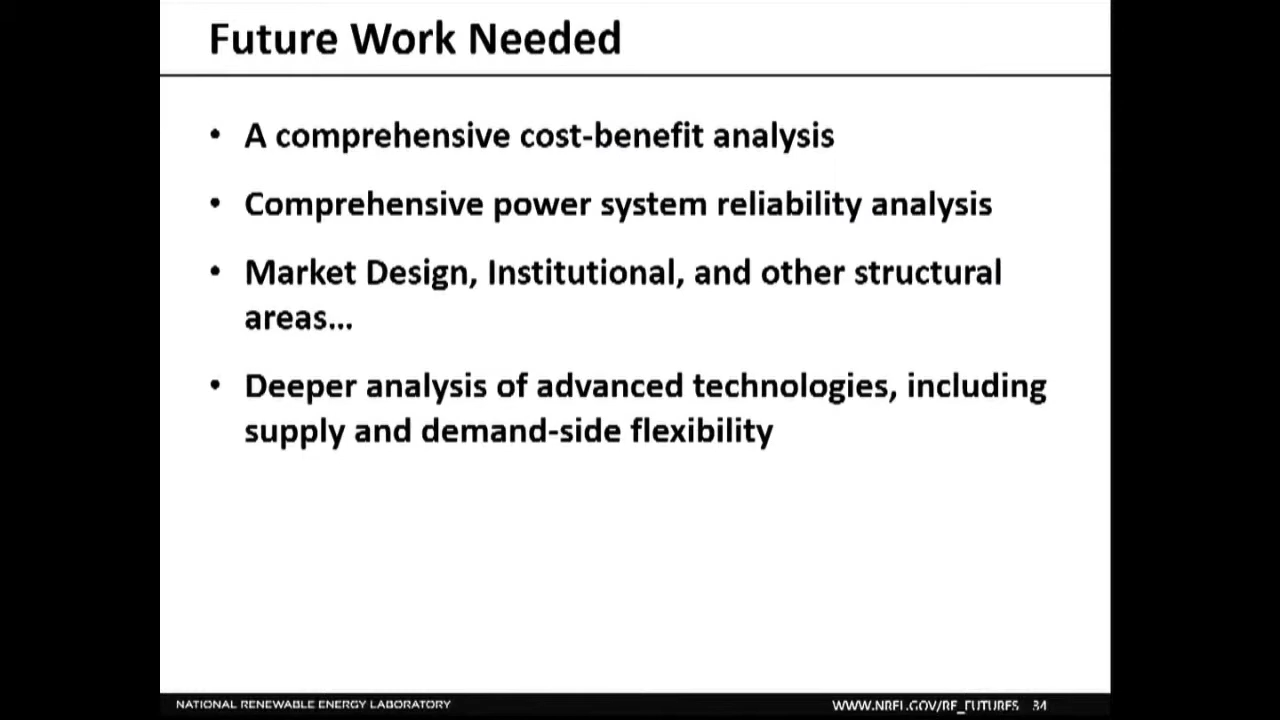 Future Work Needed
• A comprehensive cost-benefit analysis
• Comprehensive power system reliability analysis
• Market Design, Institutional, and other structural
areas...
• Deeper analysis of advanced technologies, including
supply and demand-side flexibility
NATIONAL RENEWABLE ENERGY LABORATORY
WWW.NREL.GOV/RE_FUTURES 34